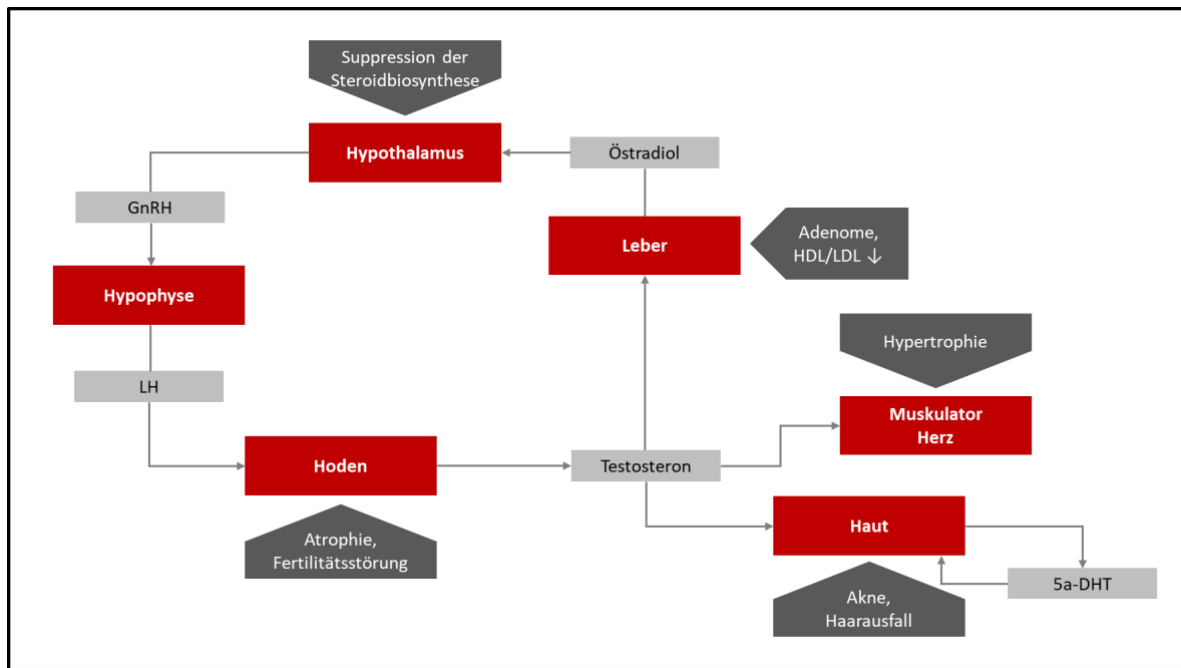 Suppression der
Steroidbiosynthese
Hypothalamus
Östradiol
GnRH
Leber
Adenome,
HDL/LDL ↓
Hypophyse
Hypertrophie
LH
Muskulator
Herz
Hoden
Testosteron
Haut
Atrophie,
Fertilitätsstörung
5a-DHT
Akne,
Haarausfall